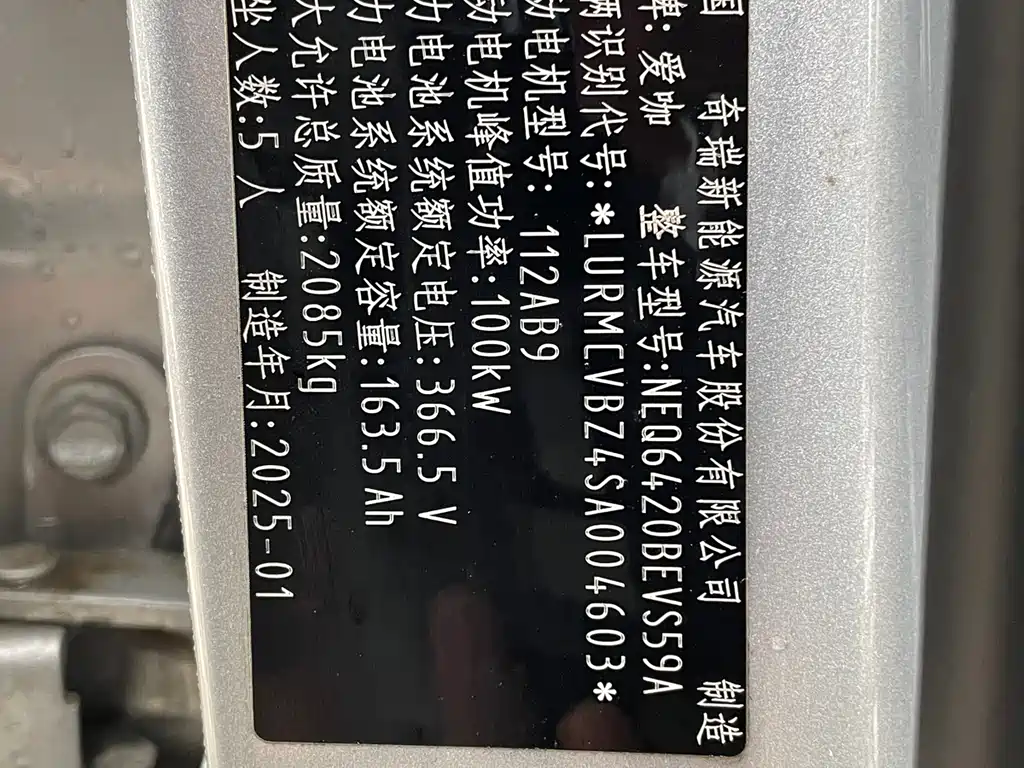 国 奇瑞新能源汽车股份有限公司 制造
牌:爱咖 整车型号:NEQ6420BEVS59A
辆识别代号:*LURMCVBZ4SA004603*
动电机型号:112AB9
动电机峰值功率:100kW
力电池系统额定电压:366.5V
力电池系统额定容量:163.5Ah
大允许总质量:2085kg
坐人数:5人 制造年月:2025-01